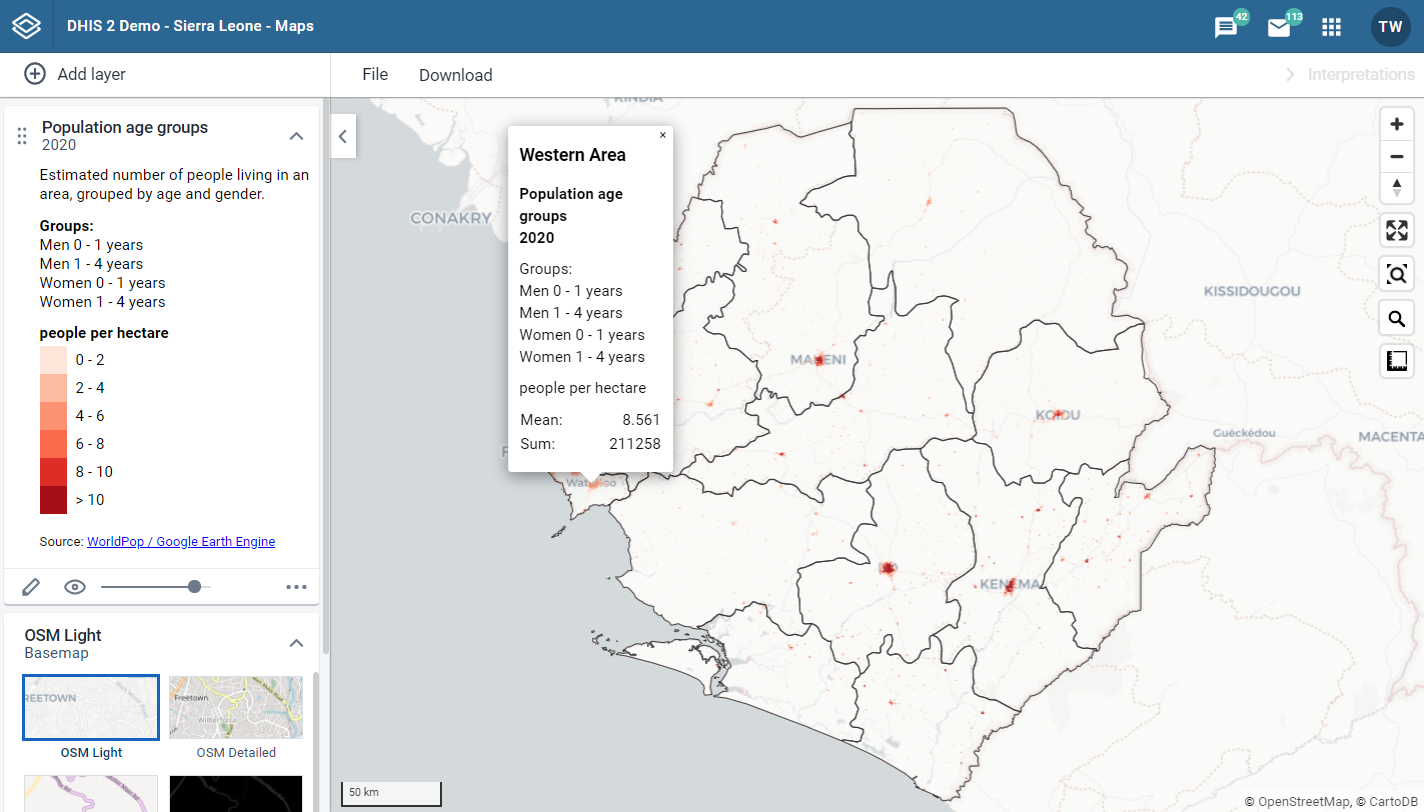 DHIS 2 Demo - Sierra Leone - Maps
42
113
TW
Add layer
File
Download
Interpretations
Population age groups
2020
Estimated number of people living in an
area, grouped by age and gender.
Groups:
Men 0 - 1 years
Men 1 - 4 years
Women 0 - 1 years
Women 1 - 4 years
people per hectare
0 - 2
2 - 4
4 - 6
6 - 8
8 - 10
> 10
Source: WorldPop / Google Earth Engine
OSM Light
Basemap
REETOWN
Freetown
Wilberforce
OSM Light
OSM Detailed
KINDIA
CONAKRY
×
Western Area
Population age
groups
2020
Groups:
Men 0 - 1 years
Men 1 - 4 years
Women 0 - 1 years
Women 1 - 4 years
people per hectare
Mean: 8.561
Sum: 211258
Waterloo
MAKENI
KISSIDOUGOU
KOIDU
Guéckédou
MACENTA
KENEMA
50 km
© OpenStreetMap, © CartoDB